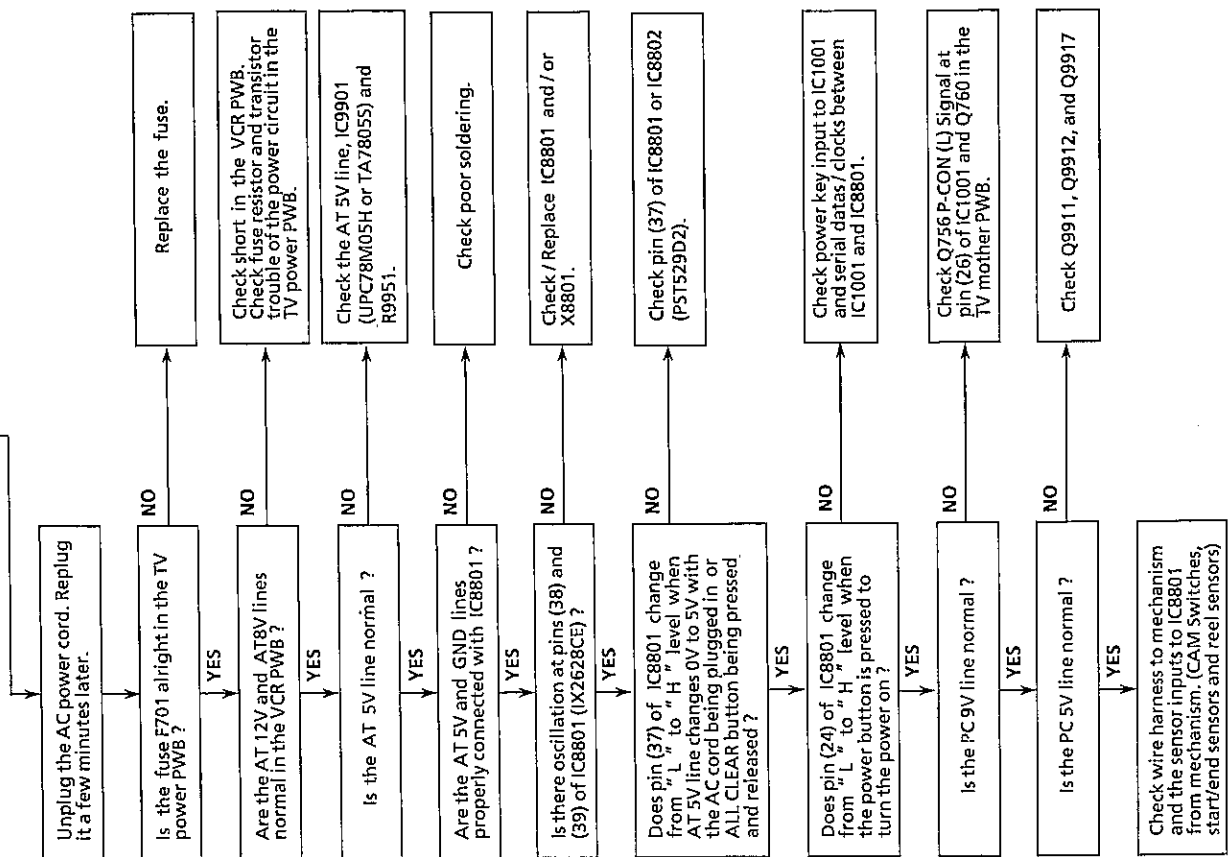 Unplug the AC power cord. Replug
it a few minutes later.
Is the fuse F701 alright in the TV
power PWB ?
NO
Replace the fuse.
YES
Are the AT 12V and AT8V lines
normal in the VCR PWB ?
NO
Check short in the VCR PWB.
Check fuse resistor and transistor
trouble of the power circuit in the
TV power PWB.
YES
Is the AT 5V line normal ?
NO
Check the AT 5V line, IC9901
(UPC78M05H or TA7805S) and
R9951.
YES
Are the AT 5V and GND lines
properly connected with IC8801 ?
NO
Check poor soldering.
YES
Is there oscillation at pins (38) and
(39) of IC8801 (IX2628CE) ?
NO
Check / Replace IC8801 and / or
X8801.
YES
Does pin (37) of IC8801 change
from " L " to " H " level when
AT 5V line changes 0V to 5V with
the AC cord being plugged in or
ALL CLEAR button being pressed
and released ?
NO
Check pin (37) of IC8801 or IC8802
(PST529D2).
YES
Does pin (24) of IC8801 change
from " L " to " H " level when
the power button is pressed to
turn the power on ?
NO
Check power key input to IC1001
and serial datas / clocks between
IC1001 and IC8801.
YES
Is the PC 9V line normal ?
NO
Check Q756 P-CON (L) Signal at
pin (26) of IC1001 and Q760 in the
TV mother PWB.
YES
Is the PC 5V line normal ?
NO
Check Q9911, Q9912, and Q9917
YES
Check wire harness to mechanism
and the sensor inputs to IC8801
from mechanism. (CAM Switches,
start/end sensors and reel sensors)